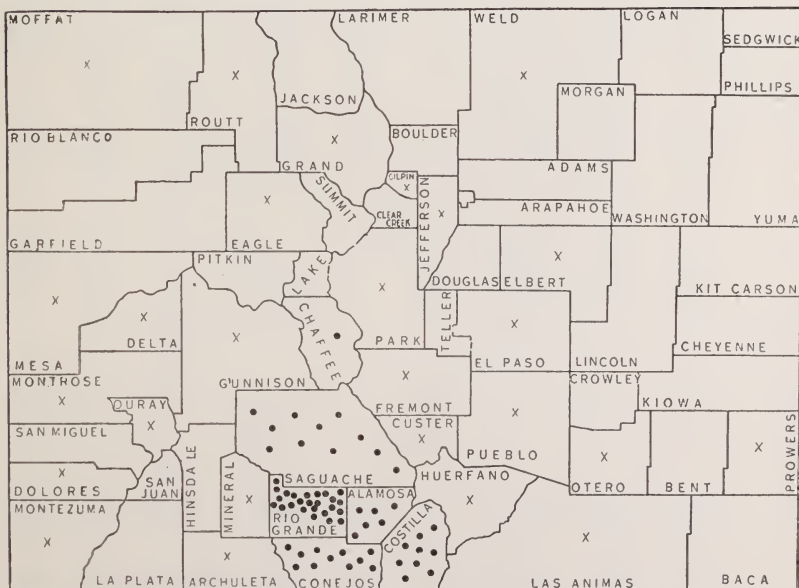 MOFFAT
LARIMER
WELD
LOGAN
SEDGWICK
PHILLIPS
MORGAN
JACKSON
ROUTT
RIO BLANCO
BOULDER
GRAND
ADAMS
GILPIN
SUMMIT
CLEAR
CREEK
JEFFERSON
ARAPAHOE
WASHINGTON
YUMA
GARFIELD
EAGLE
PITKIN
LAKE
DOUGLAS
ELBERT
KIT CARSON
CHAFFEE
TELLER
PARK
DELTA
MESA
EL PASO
LINCOLN
CHEYENNE
MONTROSE
GUNNISON
CROWLEY
OURAY
FREMONT
KIOWA
SAN MIGUEL
CUSTER
PUEBLO
PROWERS
HINSDALE
MINERAL
SAGUACHE
HUERFANO
DOLORES
SAN
JUAN
ALAMOSA
OTERO
BENT
MONTEZUMA
RIO
GRANDE
COSTILLA
LA PLATA
ARCHULETA
CONEJOS
LAS ANIMAS
BACA